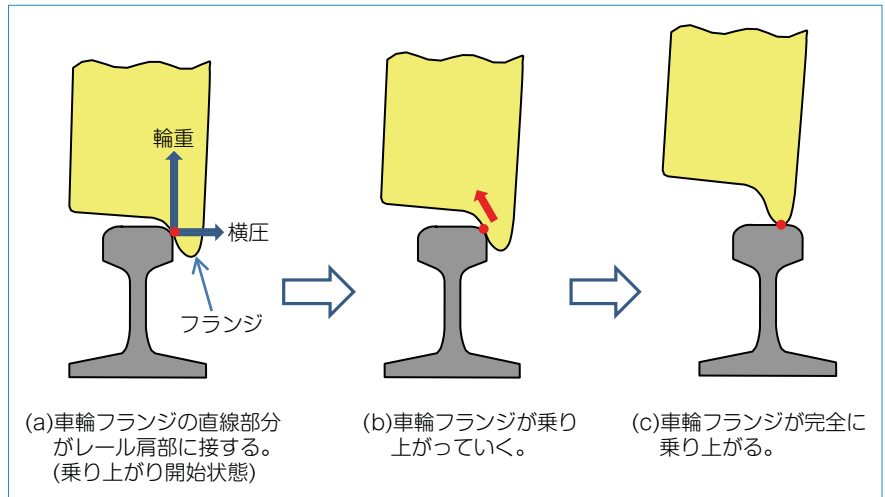 輪重
横圧
フランジ
(a)車輪フランジの直線部分
がレール肩部に接する。
(乗り上がり開始状態)
(b)車輪フランジが乗り
上がっていく。
(c)車輪フランジが完全に
乗り上がる。